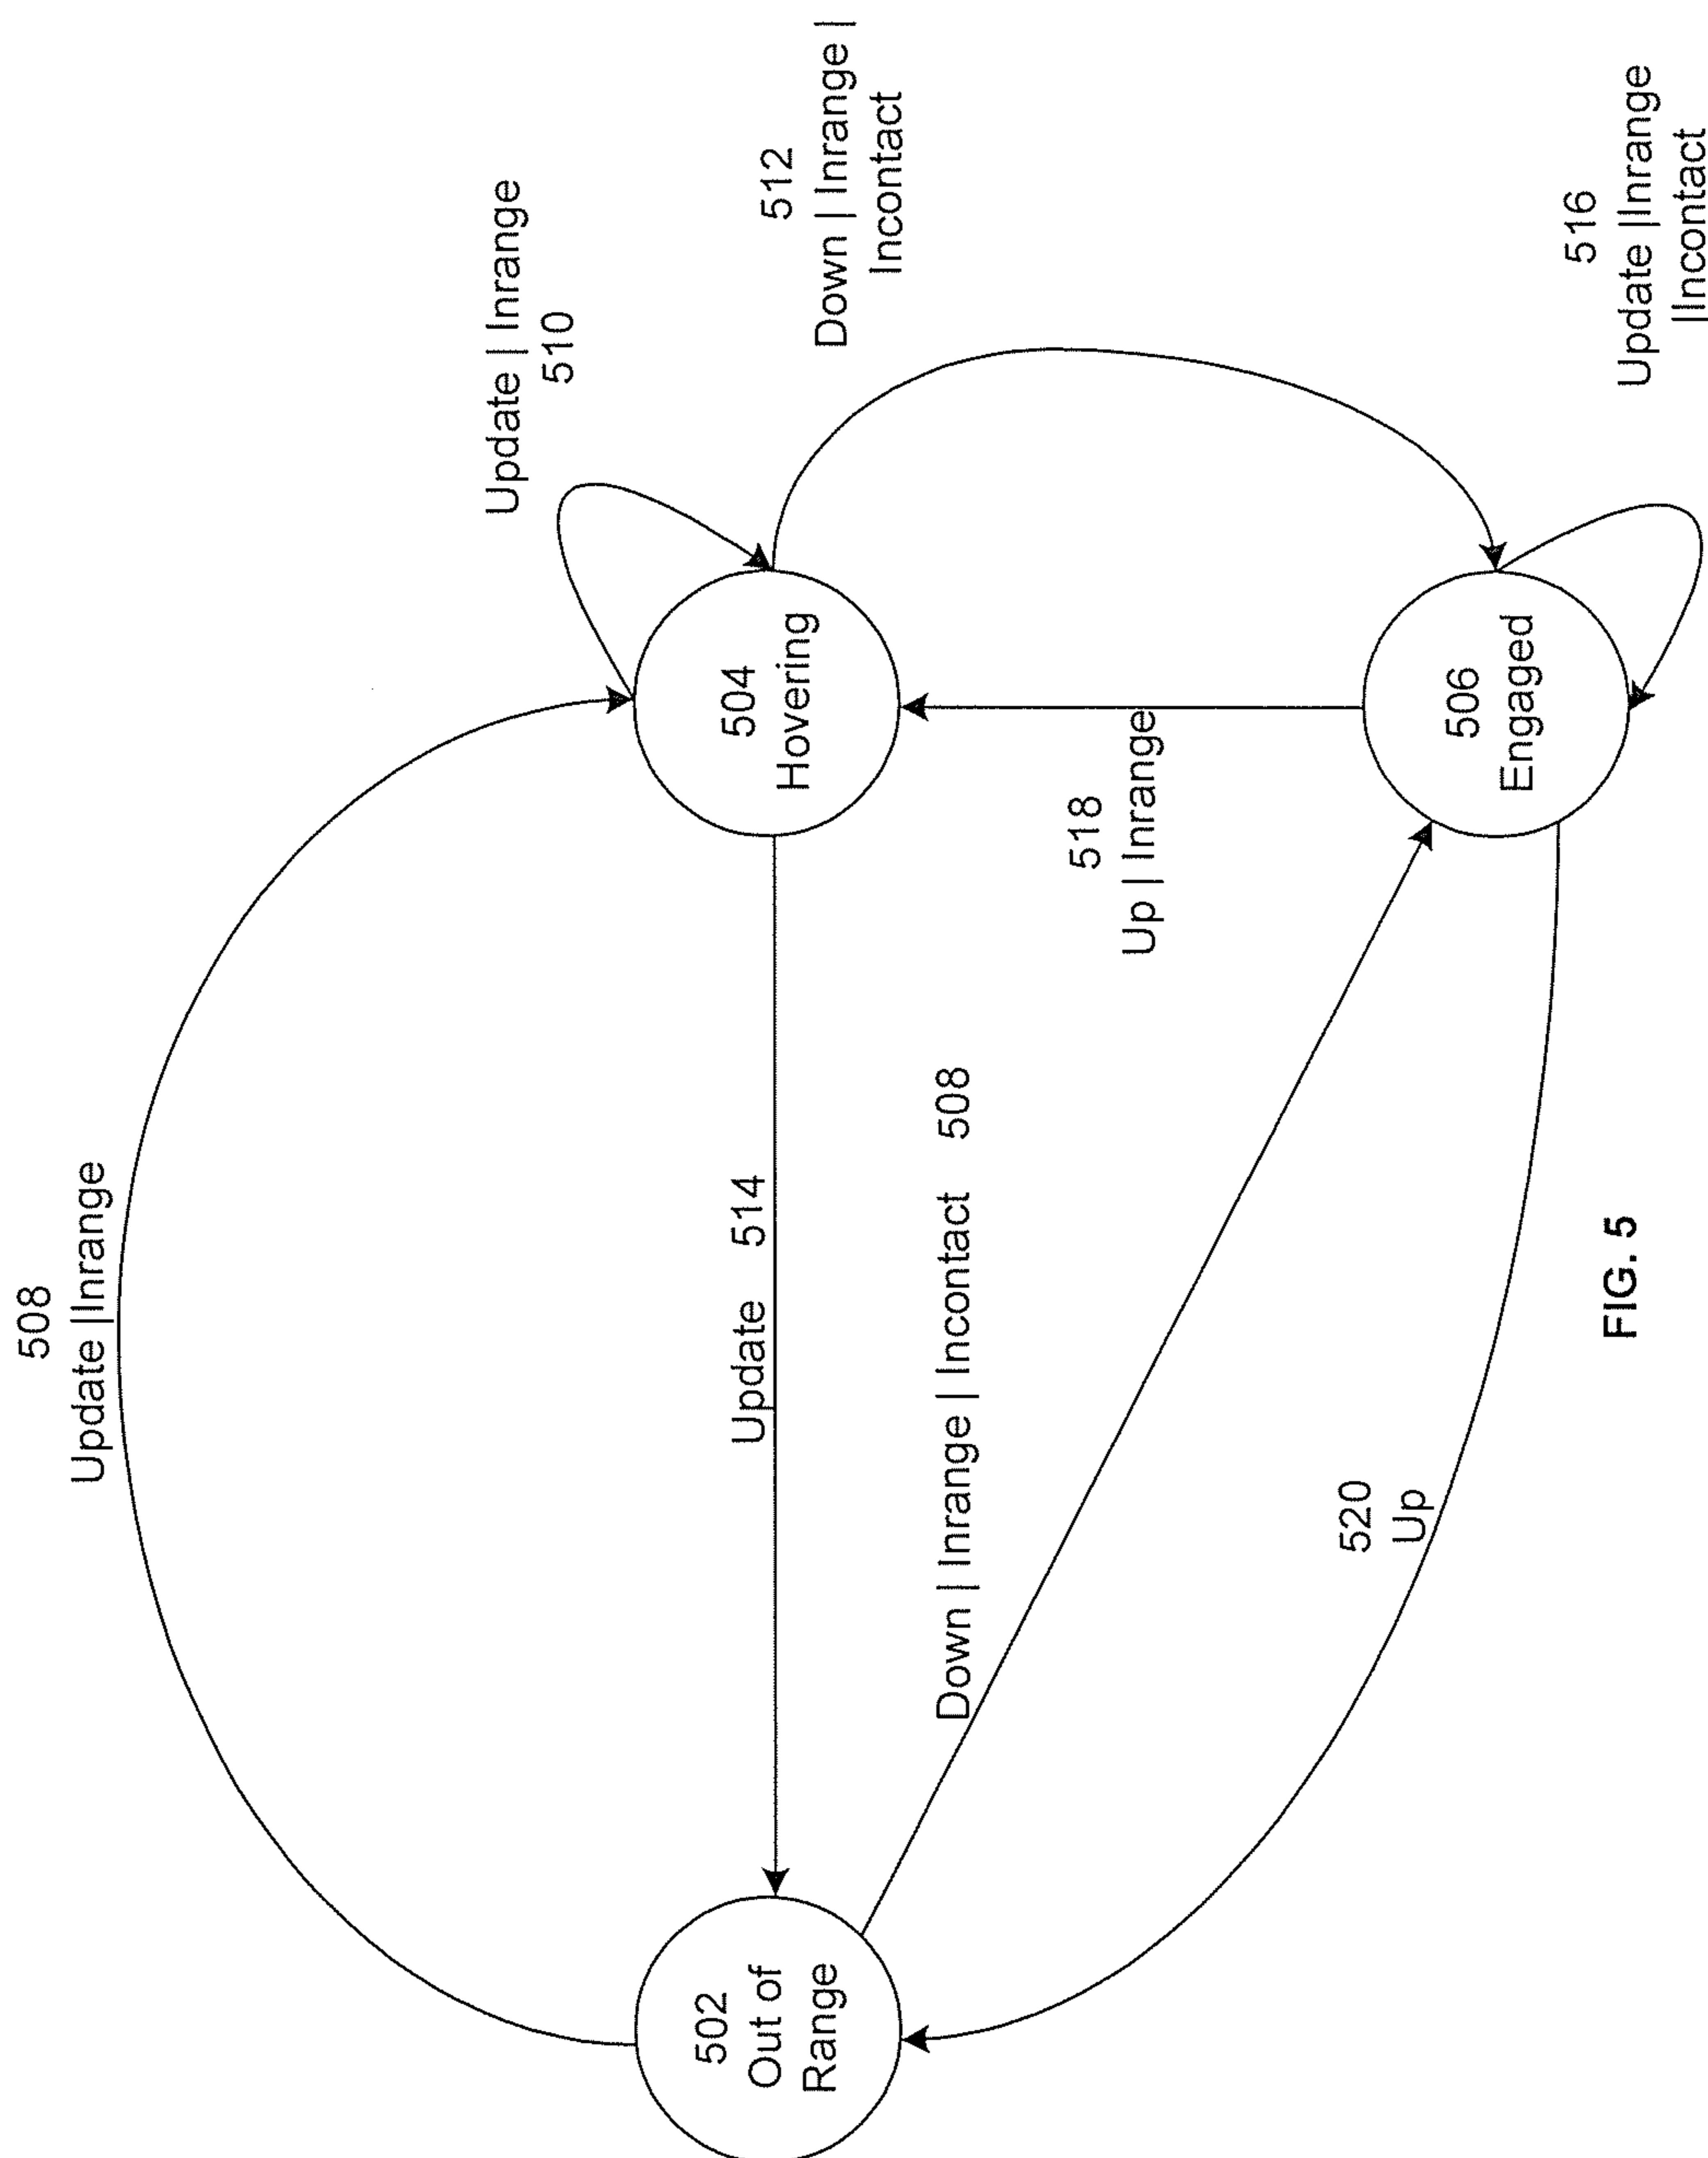 508
Update |Inrange
Update | Inrange
510
512
Down | Inrange |
Incontact
504
Hovering
Update 514
502
Out of
Range
Down | Inrange | Incontact 508
518
Up | Inrange
506
Engaged
516
Update |Inrange
|Incontact
520
Up
FIG. 5